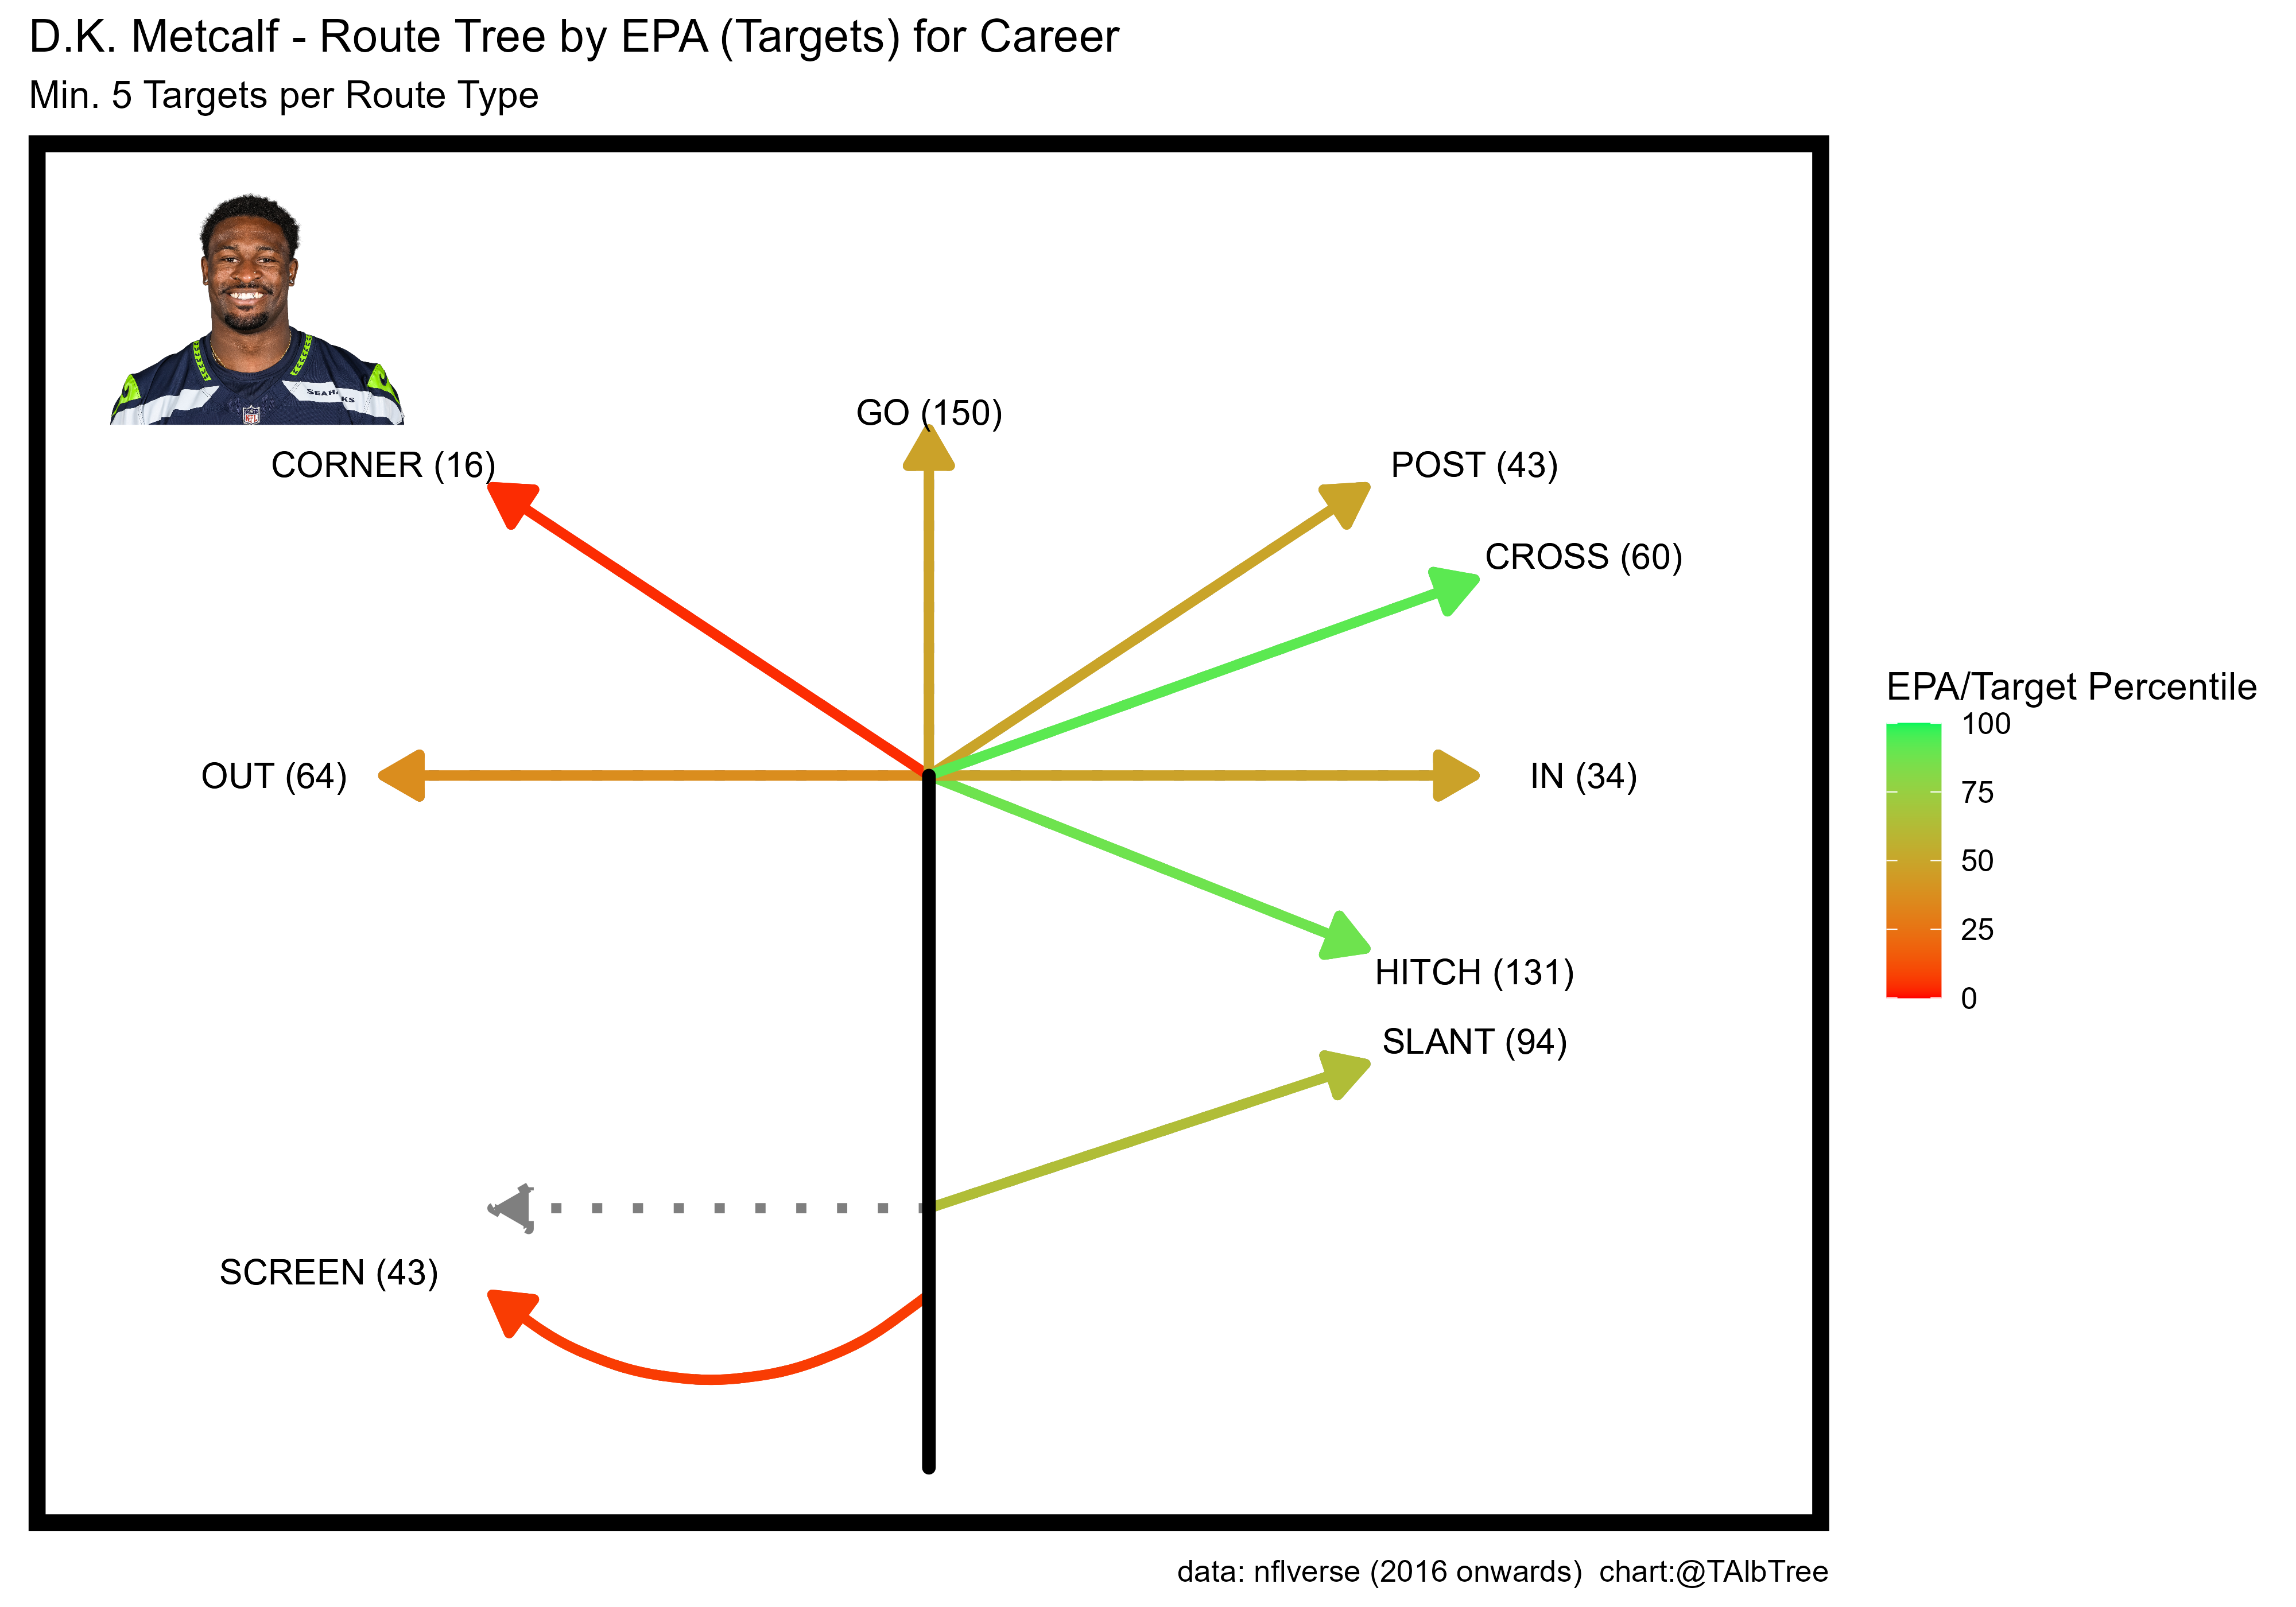 D.K. Metcalf - Route Tree by EPA (Targets) for Career
Min. 5 Targets per Route Type
SEAHAWKS
NFL
GO (150)
CORNER (16)
POST (43)
CROSS (60)
OUT (64)
IN (34)
HITCH (131)
SLANT (94)
SCREEN (43)
EPA/Target Percentile
100
75
50
25
0
data: nflverse (2016 onwards) chart:@TAlbTree